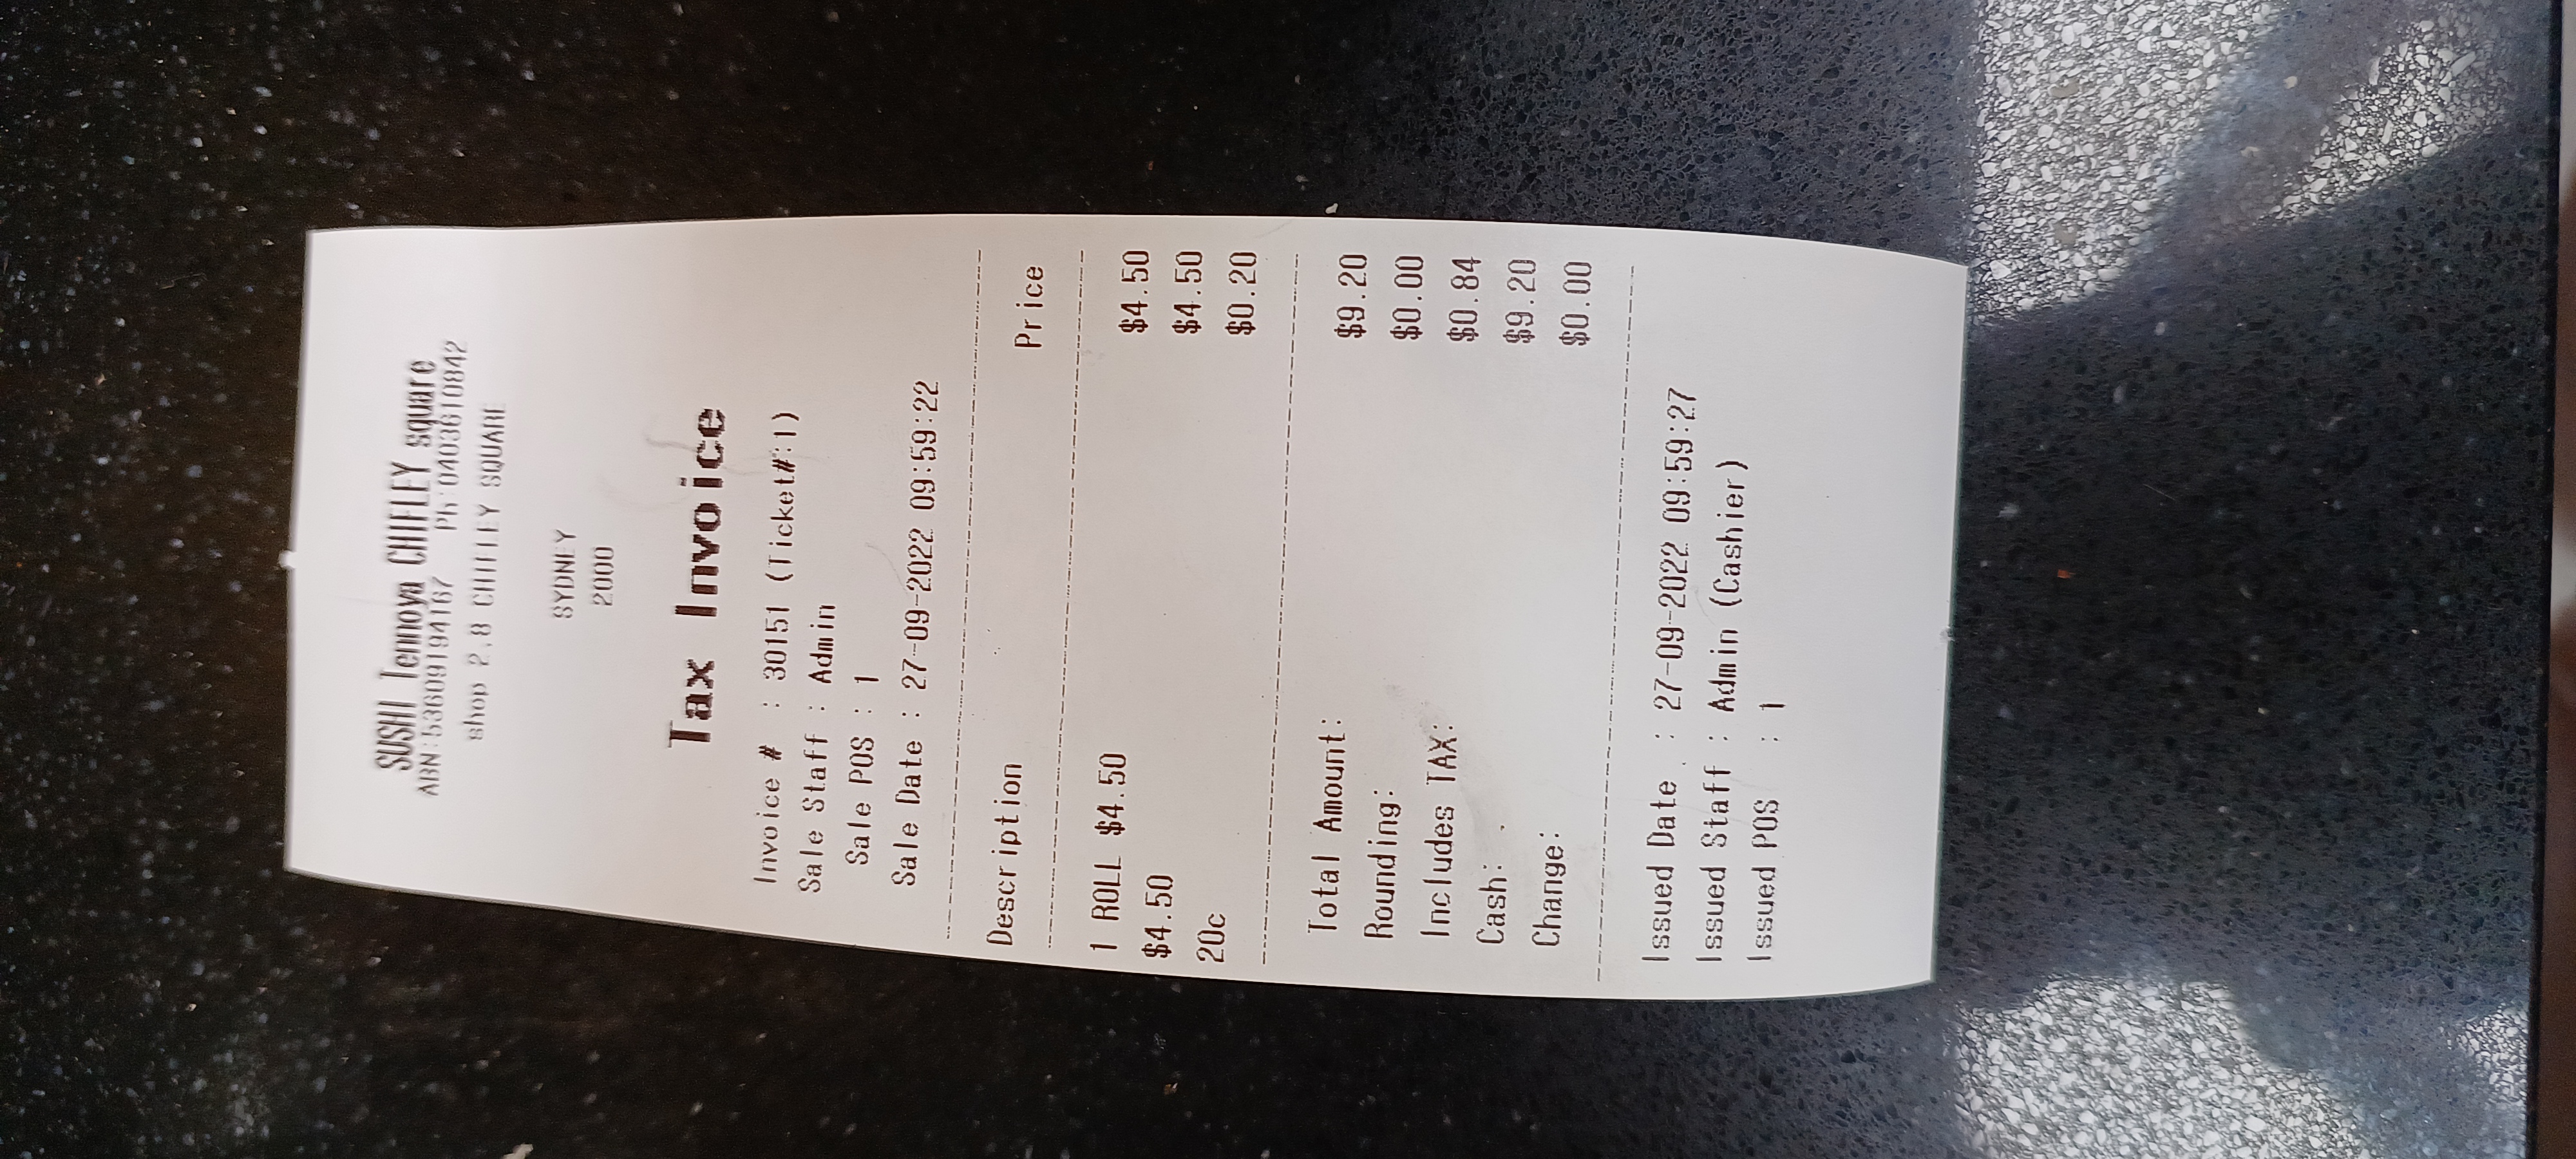 SUSHI Tennoya CHIFLEY square
ABN:53609194167 Ph:0403610842
shop 2,8 CHIFLEY SQUARE
SYDNEY
2000
Tax Invoice
Invoice # : 30151 (Ticket#:1)
Sale Staff : Admin
Sale POS : 1
Sale Date : 27-09-2022 09:59:22
Description Price
1 ROLL $4.50 $4.50
$4.50 $4.50
20c $0.20
Total Amount: $9.20
Rounding: $0.00
Includes TAX: $0.84
Cash: $9.20
Change: $0.00
Issued Date : 27-09-2022 09:59:27
Issued Staff : Admin (Cashier)
Issued POS : 1